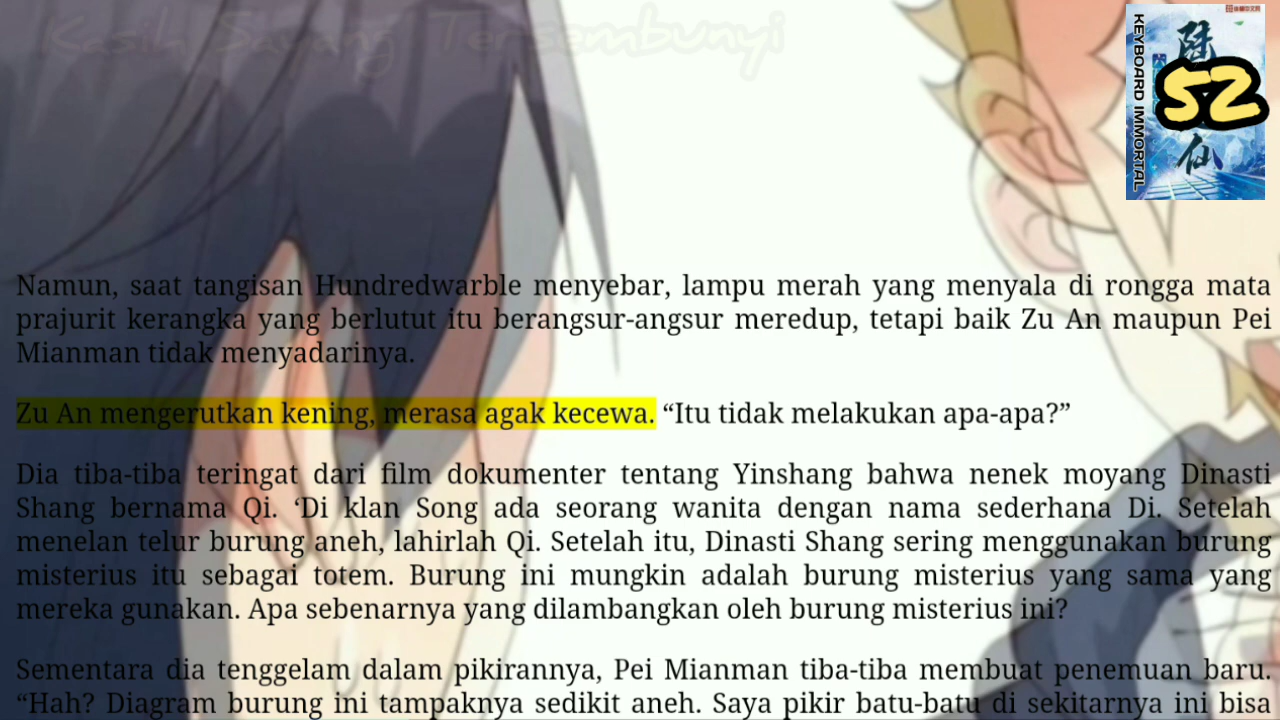 Kasih Sayang Tersembunyi
KEYBOARD IMMORTAL
陆
仙
52
Namun, saat tangisan Hundredwarble menyebar, lampu merah yang menyala di rongga mata
prajurit kerangka yang berlutut itu berangsur-angsur meredup, tetapi baik Zu An maupun Pei
Mianman tidak menyadarinya.
Zu An mengerutkan kening, merasa agak kecewa. “Itu tidak melakukan apa-apa?”
Dia tiba-tiba teringat dari film dokumenter tentang Yinshang bahwa nenek moyang Dinasti
Shang bernama Qi. ‘Di klan Song ada seorang wanita dengan nama sederhana Di. Setelah
menelan telur burung aneh, lahirlah Qi. Setelah itu, Dinasti Shang sering menggunakan burung
misterius itu sebagai totem. Burung ini mungkin adalah burung misterius yang sama yang
mereka gunakan. Apa sebenarnya yang dilambangkan oleh burung misterius ini?
Sementara dia tenggelam dalam pikirannya, Pei Mianman tiba-tiba membuat penemuan baru.
“Hah? Diagram burung ini tampaknya sedikit aneh. Saya pikir batu-batu di sekitarnya ini bisa